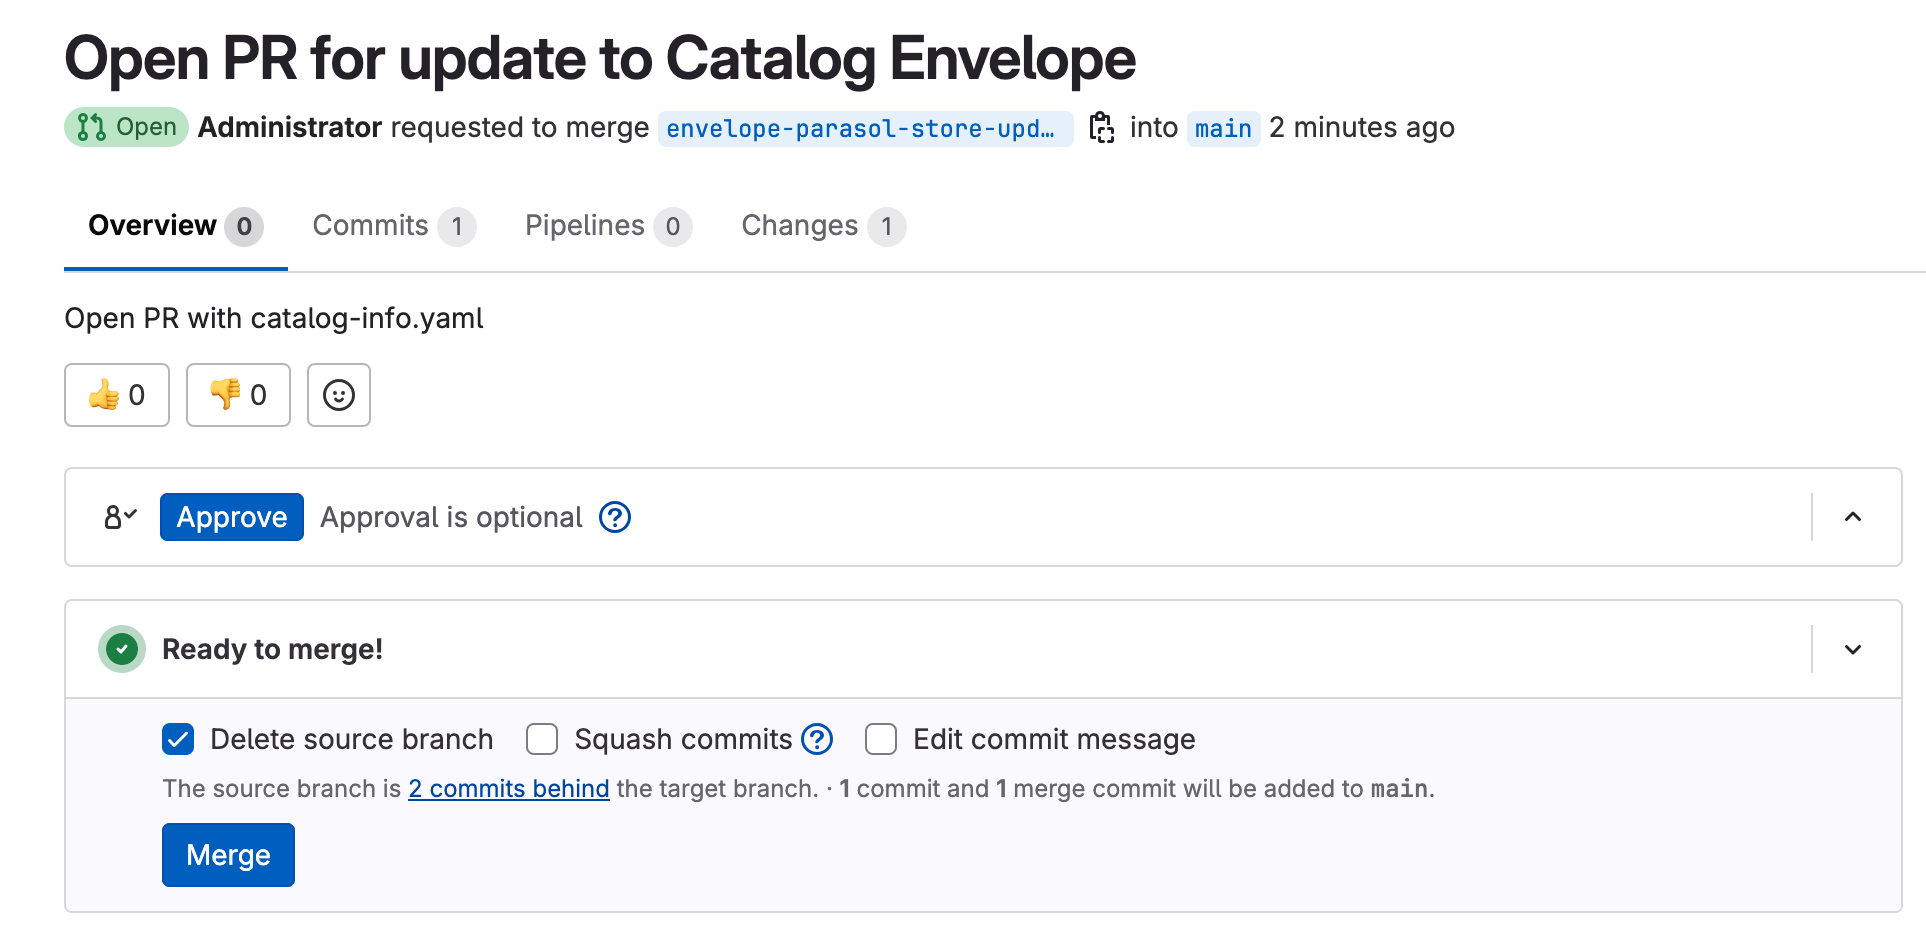 Open PR for update to Catalog Envelope
Open Administrator requested to merge envelope-parasol-store-upd… into main 2 minutes ago
Overview 0 Commits 1 Pipelines 0 Changes 1
Open PR with catalog-info.yaml
👍 0 👎 0
Approve Approval is optional
Ready to merge!
Delete source branch Squash commits Edit commit message
The source branch is 2 commits behind the target branch. · 1 commit and 1 merge commit will be added to main.
Merge